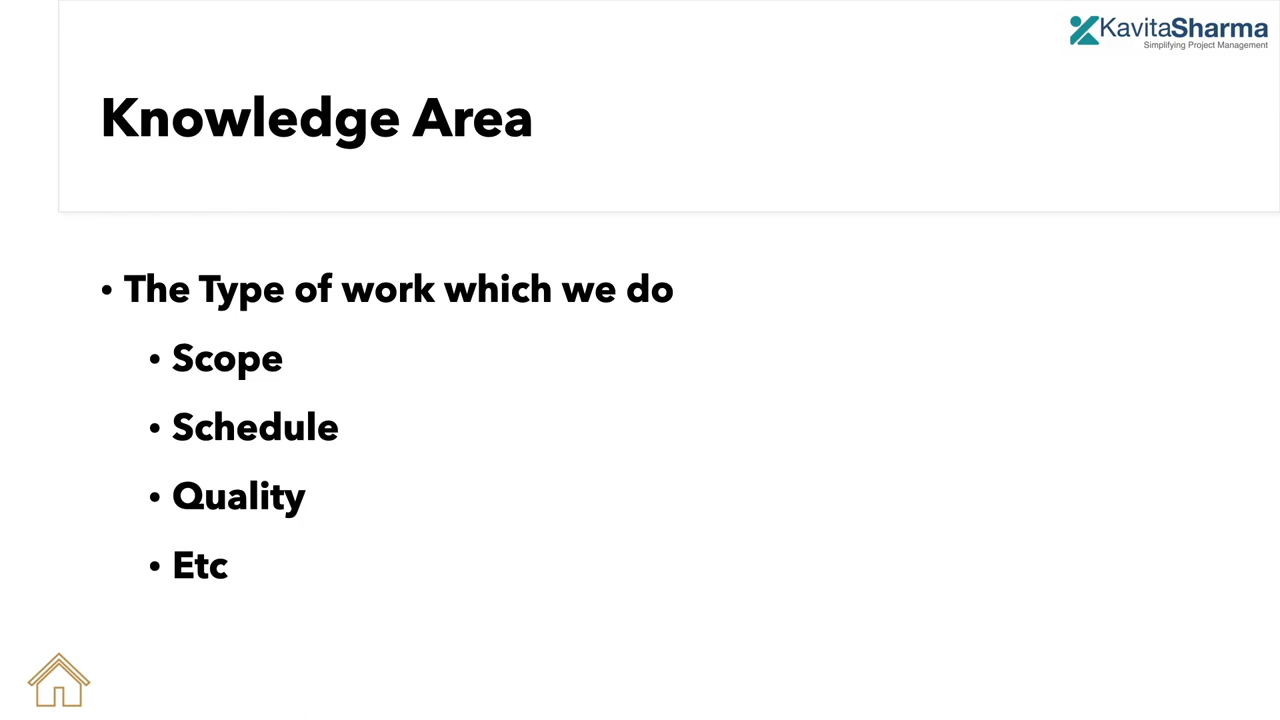 KavitaSharma
Simplifying Project Management
Knowledge Area
• The Type of work which we do
• Scope
• Schedule
• Quality
• Etc